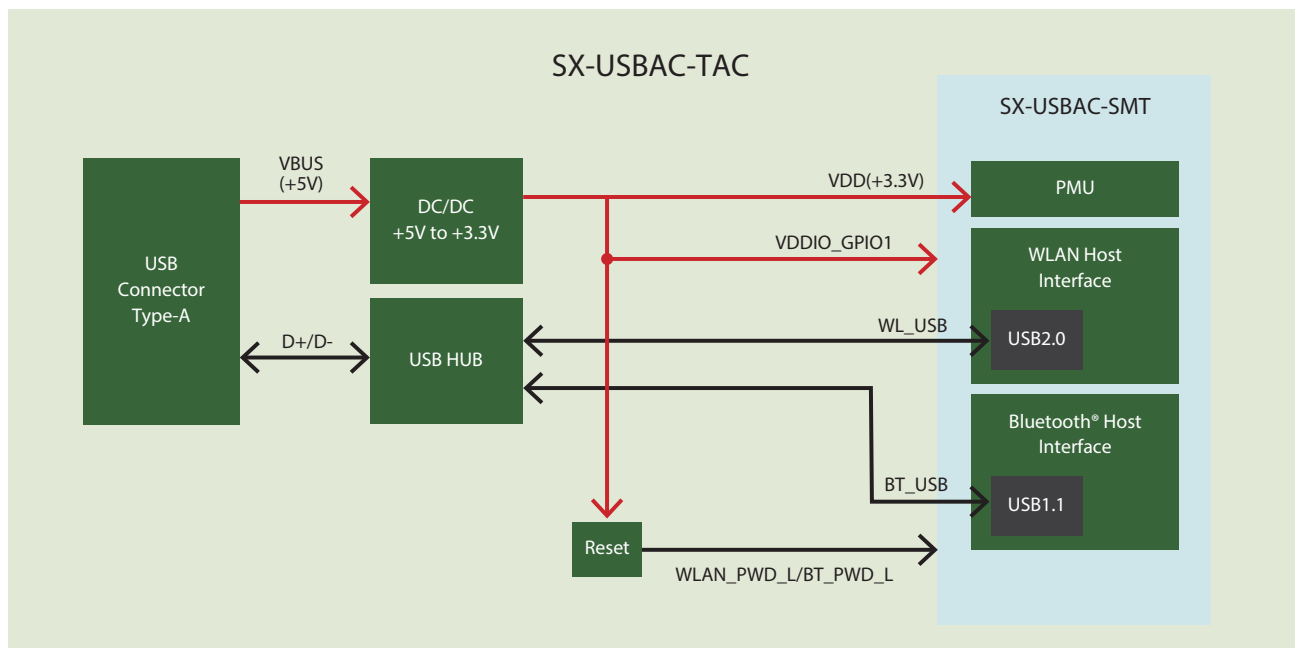 SX-USBAC-TAC
SX-USBAC-SMT
VBUS
(+5V)
DC/DC
+5V to +3.3V
VDD(+3.3V)
PMU
VDDIO_GPIO1
USB
Connector
Type-A
WLAN Host
Interface
D+/D-
USB HUB
WL_USB
USB2.0
Bluetooth® Host
Interface
BT_USB
USB1.1
Reset
WLAN_PWD_L/BT_PWD_L